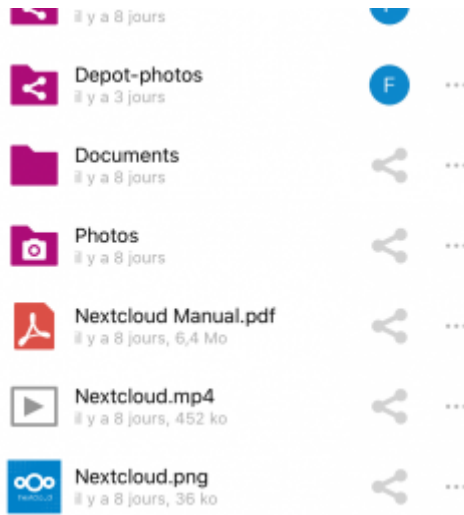 il y a 8 jours
Depot-photos
il y a 3 jours
F
Documents
il y a 8 jours
Photos
il y a 8 jours
Nextcloud Manual.pdf
il y a 8 jours, 6,4 Mo
Nextcloud.mp4
il y a 8 jours, 452 ko
Nextcloud.png
il y a 8 jours, 36 ko